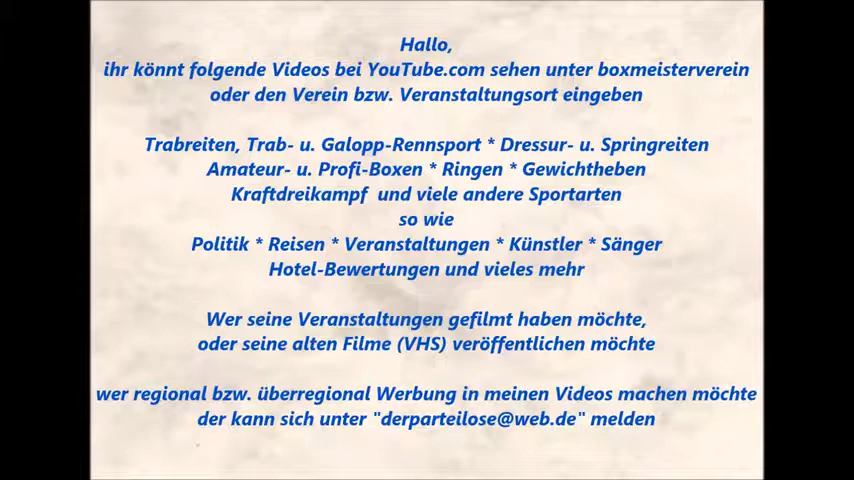 Hallo,
ihr könnt folgende Videos bei YouTube.com sehen unter boxmeisterverein
oder den Verein bzw. Veranstaltungsort eingeben
Trabreiten, Trab- u. Galopp-Rennsport * Dressur- u. Springreiten
Amateur- u. Profi-Boxen * Ringen * Gewichtheben
Kraftdreikampf und viele andere Sportarten
so wie
Politik * Reisen * Veranstaltungen * Künstler * Sänger
Hotel-Bewertungen und vieles mehr
Wer seine Veranstaltungen gefilmt haben möchte,
oder seine alten Filme (VHS) veröffentlichen möchte
wer regional bzw. überregional Werbung in meinen Videos machen möchte
der kann sich unter "derparteilose@web.de" melden